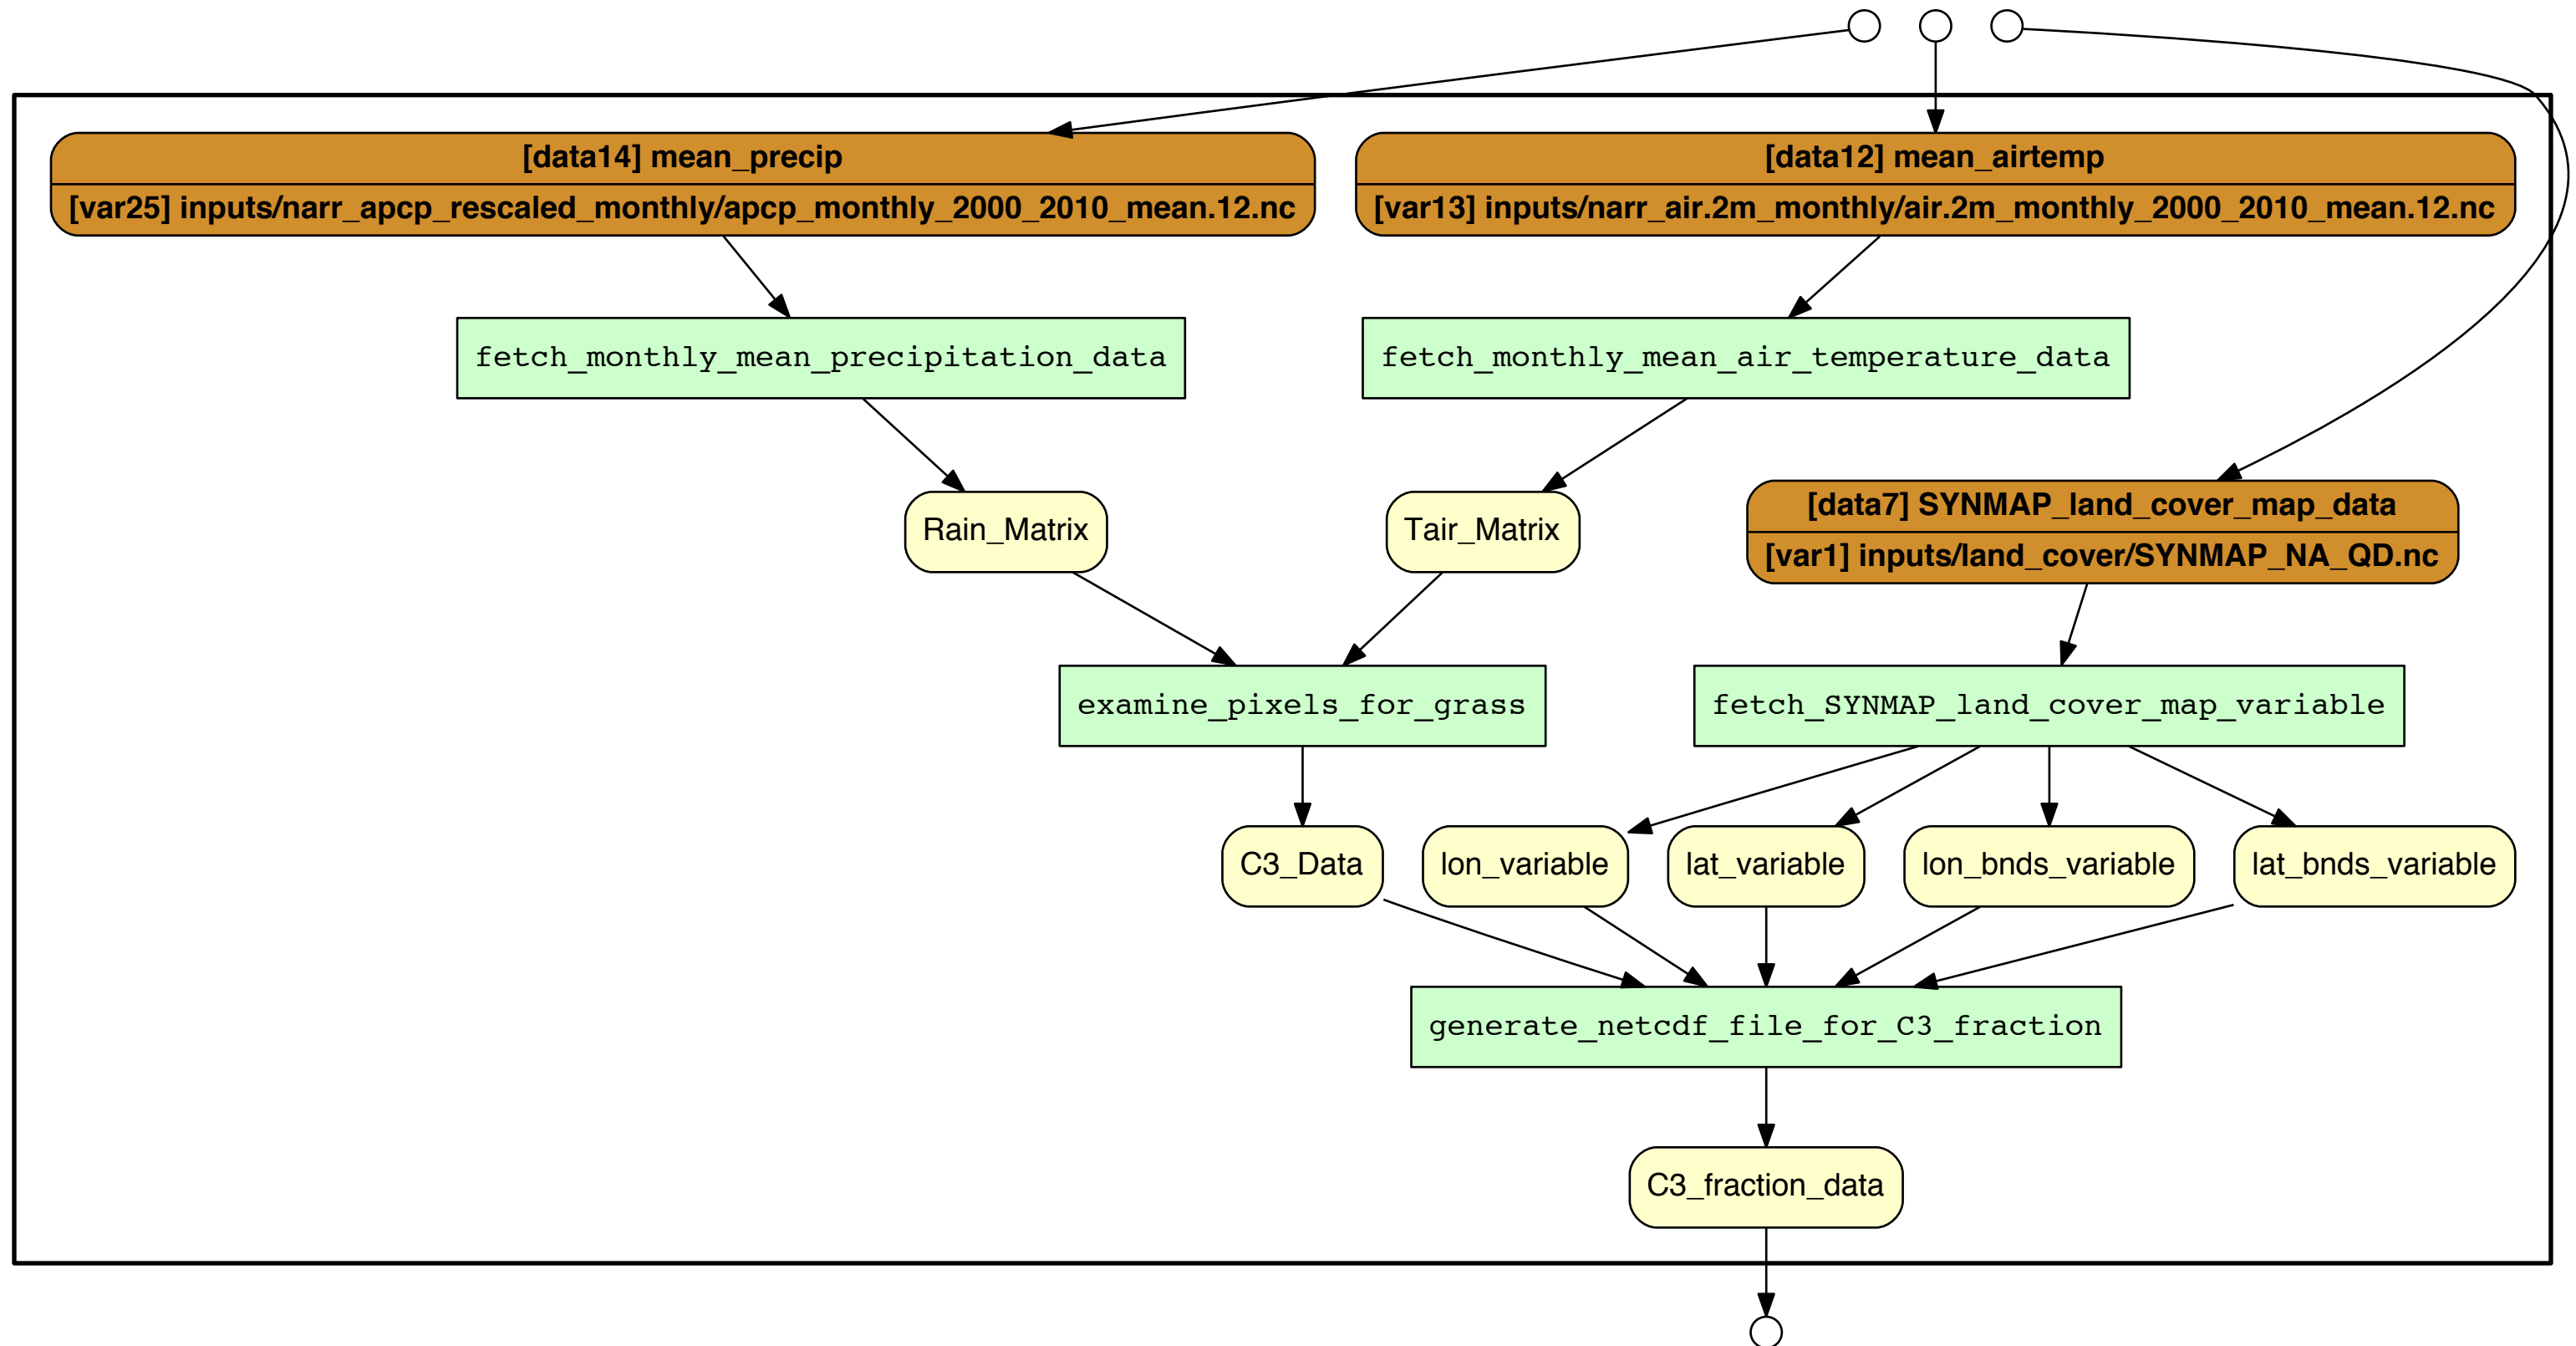 [data14] mean_precip
[var25] inputs/narr_apcp_rescaled_monthly/apcp_monthly_2000_2010_mean.12.nc
[data12] mean_airtemp
[var13] inputs/narr_air.2m_monthly/air.2m_monthly_2000_2010_mean.12.nc
fetch_monthly_mean_precipitation_data
fetch_monthly_mean_air_temperature_data
Rain_Matrix
Tair_Matrix
[data7] SYNMAP_land_cover_map_data
[var1] inputs/land_cover/SYNMAP_NA_QD.nc
examine_pixels_for_grass
fetch_SYNMAP_land_cover_map_variable
C3_Data
lon_variable
lat_variable
lon_bnds_variable
lat_bnds_variable
generate_netcdf_file_for_C3_fraction
C3_fraction_data